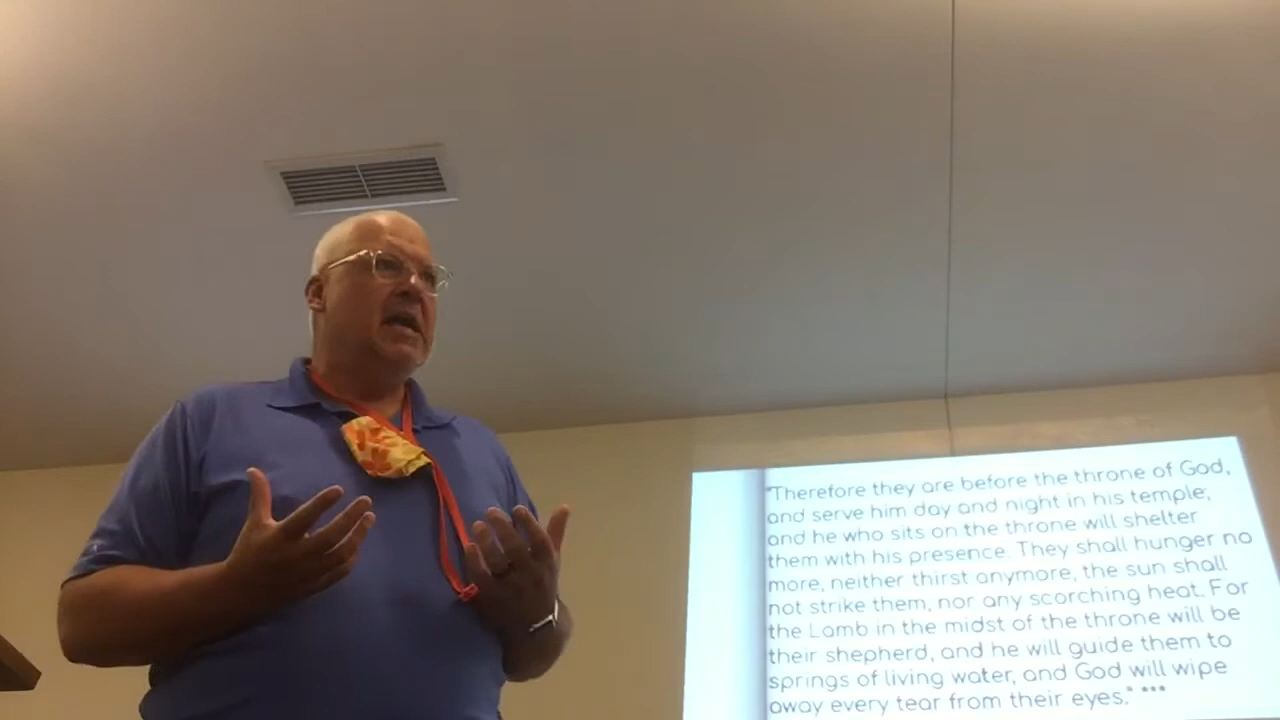 "Therefore they are before the throne of God,
and serve him day and night in his temple;
and he who sits on the throne will shelter
them with his presence. They shall hunger no
more, neither thirst anymore, the sun shall
not strike them, nor any scorching heat. For
the Lamb in the midst of the throne will be
their shepherd, and he will guide them to
springs of living water, and God will wipe
away every tear from their eyes." ***